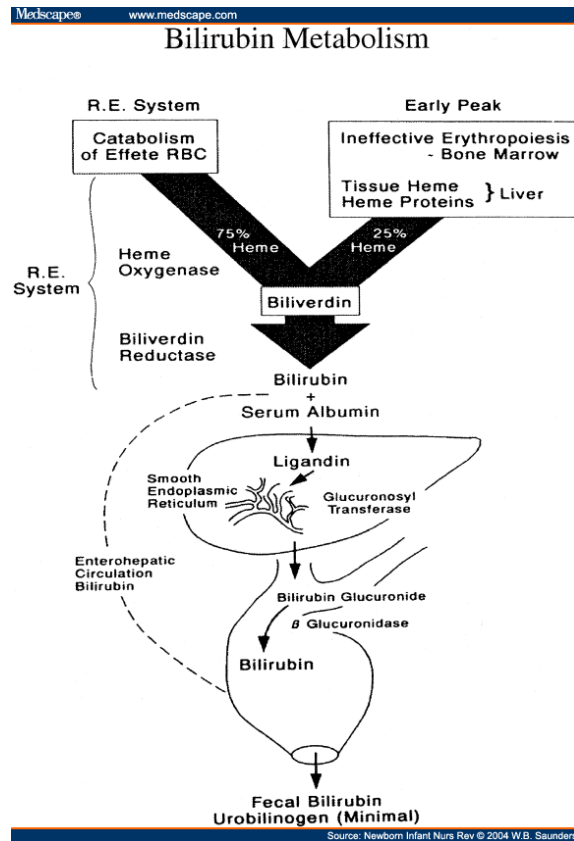 Medscape® www.medscape.com
Bilirubin Metabolism
R.E. System
Catabolism
of Effete RBC
Early Peak
Ineffective Erythropoiesis
- Bone Marrow
Tissue Heme
Heme Proteins } Liver
75%
Heme
25%
Heme
R.E.
System
Heme
Oxygenase
Biliverdin
Biliverdin
Reductase
Bilirubin
+
Serum Albumin
Ligandin
Smooth
Endoplasmic
Reticulum
Glucuronosyl
Transferase
Enterohepatic
Circulation
Bilirubin
Bilirubin Glucuronide
β Glucuronidase
Bilirubin
Fecal Bilirubin
Urobilinogen (Minimal)
Source: Newborn Infant Nurs Rev © 2004 W.B. Saunders